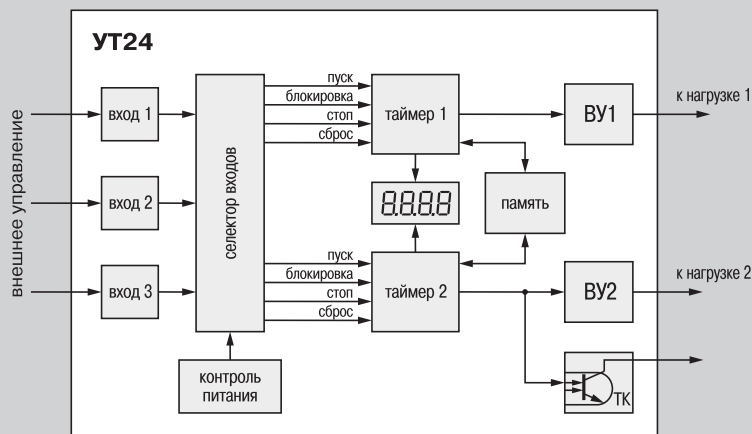 УТ24
внешнее управление
вход 1
вход 2
вход 3
селектор входов
контроль
питания
пуск
блокировка
стоп
сброс
таймер 1
8.8.8.8
пуск
блокировка
стоп
сброс
таймер 2
память
ВУ1
к нагрузке 1
ВУ2
к нагрузке 2
ТК